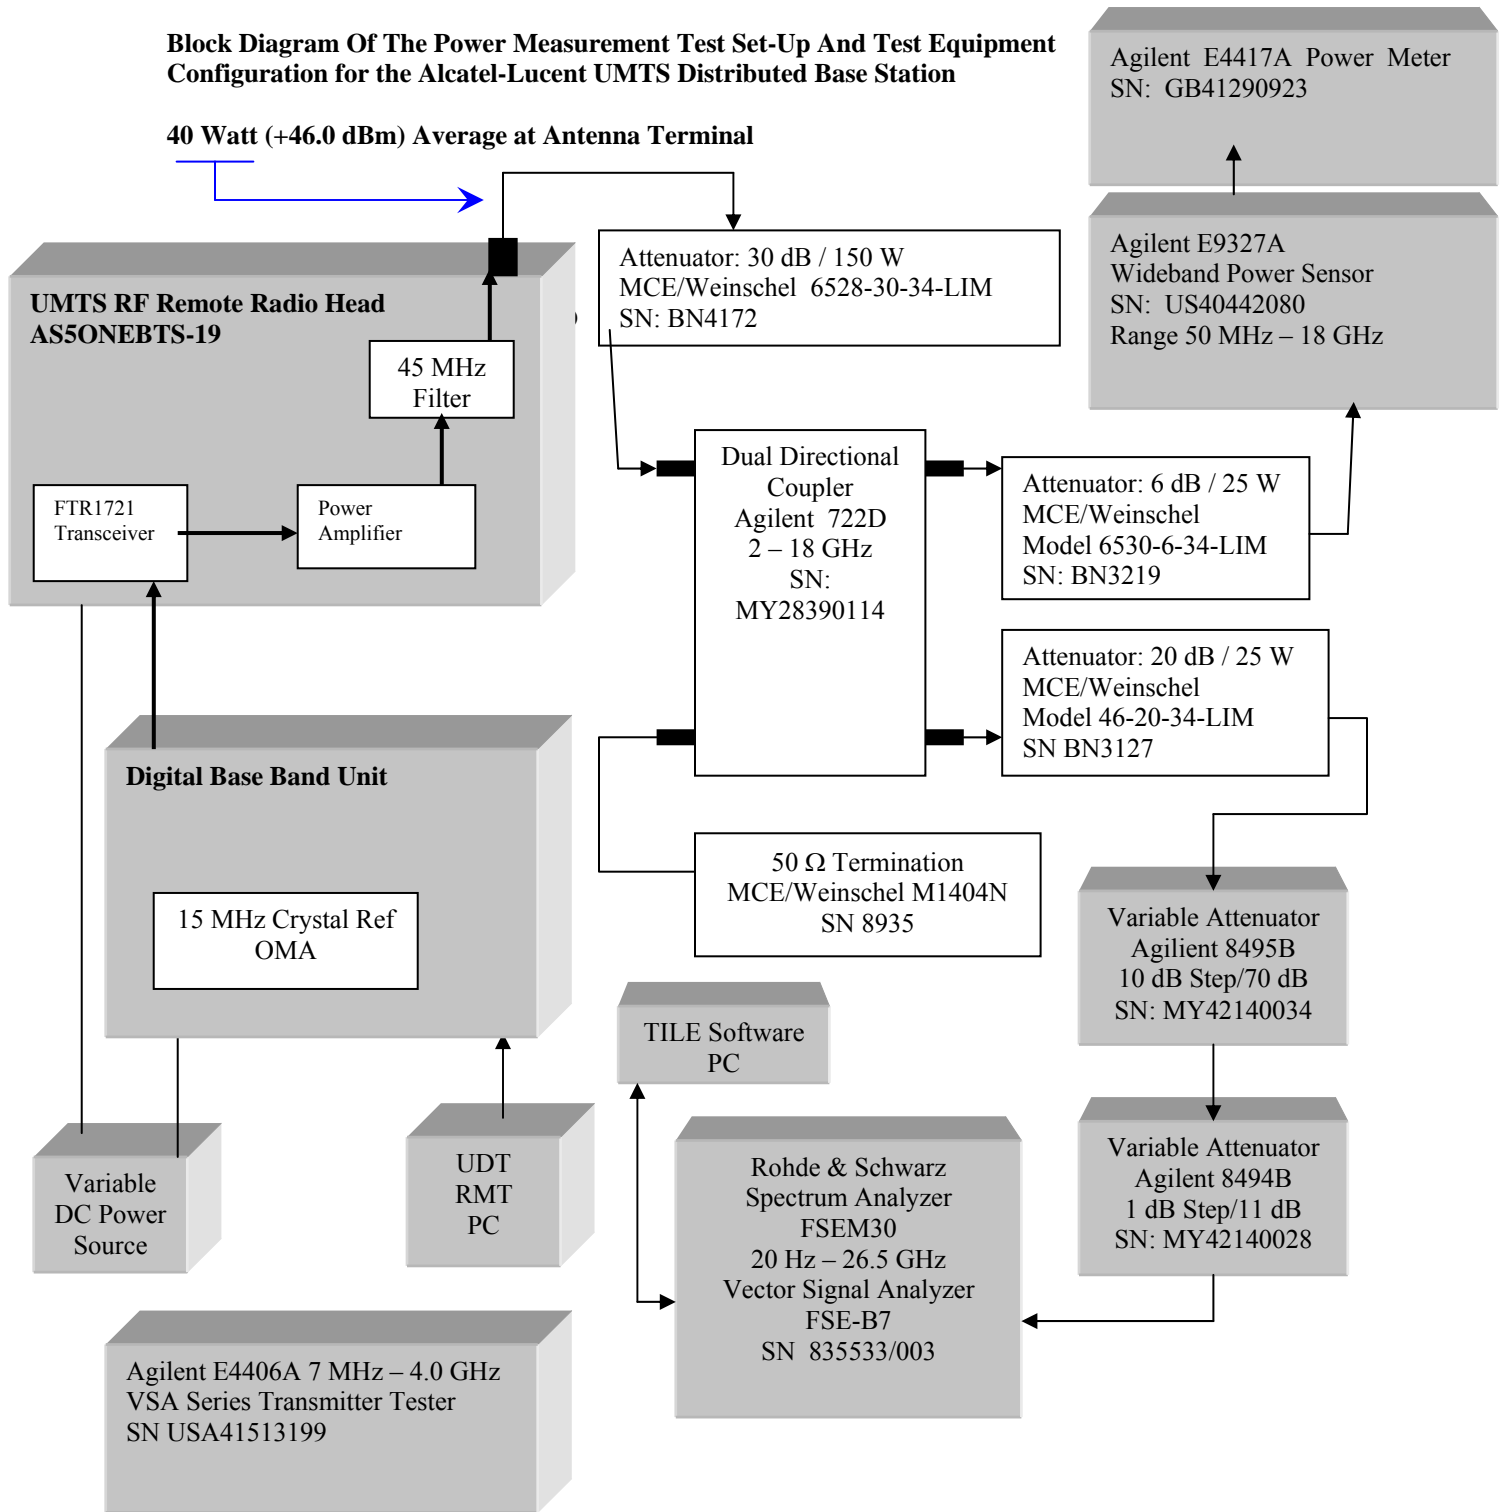 Block Diagram Of The Power Measurement Test Set-Up And Test Equipment
Configuration for the Alcatel-Lucent UMTS Distributed Base Station
40 Watt (+46.0 dBm) Average at Antenna Terminal
Agilent E4417A Power Meter
SN: GB41290923
Agilent E9327A
Wideband Power Sensor
SN: US40442080
Range 50 MHz – 18 GHz
Attenuator: 30 dB / 150 W
MCE/Weinschel 6528-30-34-LIM
SN: BN4172
UMTS RF Remote Radio Head
AS5ONEBTS-19
)
45 MHz
Filter
FTR1721
Transceiver
Power
Amplifier
Dual Directional
Coupler
Agilent 722D
2 – 18 GHz
SN:
MY28390114
Attenuator: 6 dB / 25 W
MCE/Weinschel
Model 6530-6-34-LIM
SN: BN3219
Attenuator: 20 dB / 25 W
MCE/Weinschel
Model 46-20-34-LIM
SN BN3127
Digital Base Band Unit
15 MHz Crystal Ref
OMA
50 Ω Termination
MCE/Weinschel M1404N
SN 8935
Variable Attenuator
Agilient 8495B
10 dB Step/70 dB
SN: MY42140034
TILE Software
PC
Variable
DC Power
Source
UDT
RMT
PC
Rohde & Schwarz
Spectrum Analyzer
FSEM30
20 Hz – 26.5 GHz
Vector Signal Analyzer
FSE-B7
SN 835533/003
Variable Attenuator
Agilent 8494B
1 dB Step/11 dB
SN: MY42140028
Agilent E4406A 7 MHz – 4.0 GHz
VSA Series Transmitter Tester
SN USA41513199